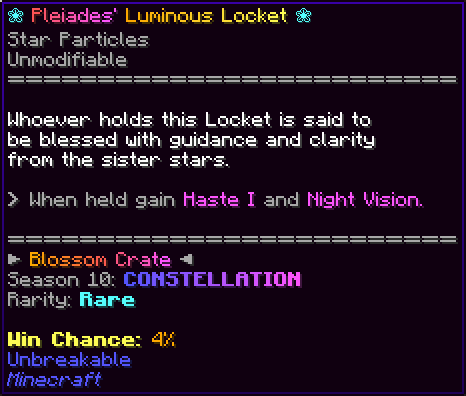 ❀ Pleiades' Luminous Locket ❀
Star Particles
Unmodifiable
============================
Whoever holds this Locket is said to
be blessed with guidance and clarity
from the sister stars.
> When held gain Haste I and Night Vision.
============================
► Blossom Crate ◄
Season 10: CONSTELLATION
Rarity: Rare
Win Chance: 4%
Unbreakable
Minecraft